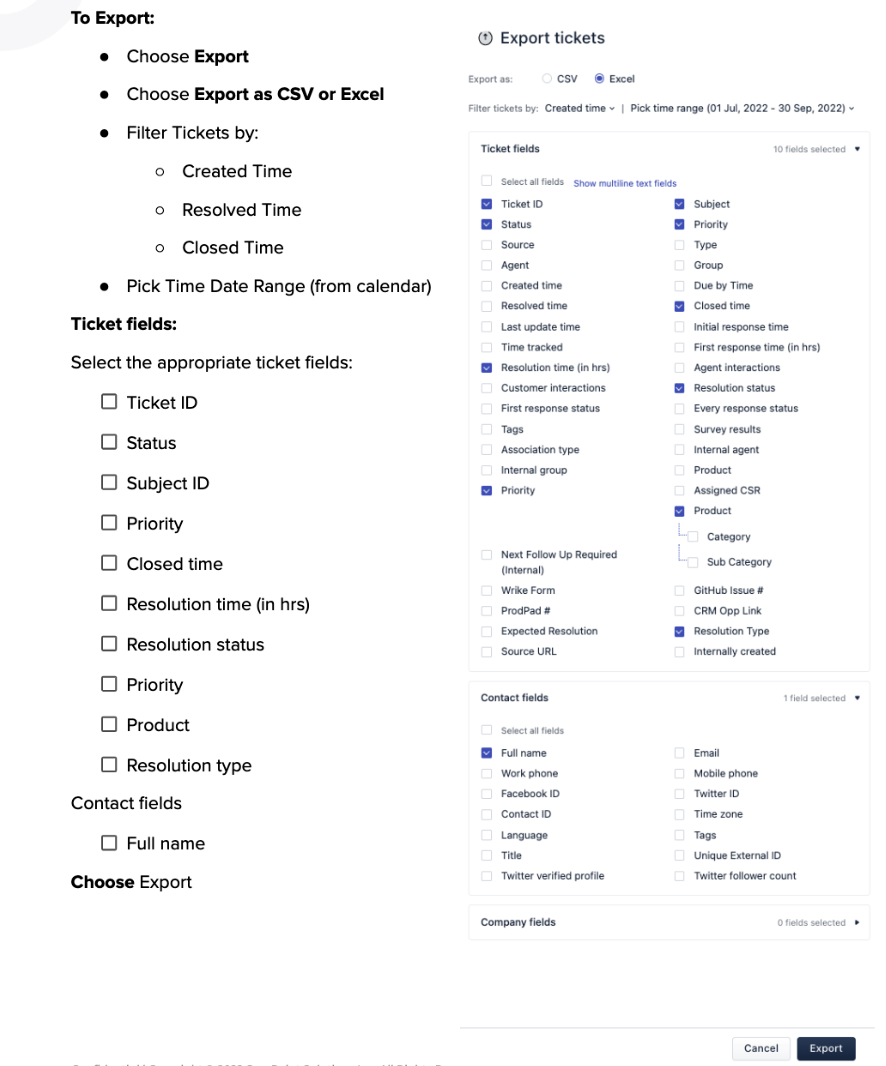 To Export:
● Choose Export
● Choose Export as CSV or Excel
● Filter Tickets by:
○ Created Time
○ Resolved Time
○ Closed Time
● Pick Time Date Range (from calendar)
Ticket fields:
Select the appropriate ticket fields:
☐ Ticket ID
☐ Status
☐ Subject ID
☐ Priority
☐ Closed time
☐ Resolution time (in hrs)
☐ Resolution status
☐ Priority
☐ Product
☐ Resolution type
Contact fields
☐ Full name
Choose Export
Export tickets
Export as: CSV Excel
Filter tickets by: Created time | Pick time range (01 Jul, 2022 - 30 Sep, 2022)
Ticket fields 10 fields selected
Select all fields Show multiline text fields
Ticket ID Subject
Status Priority
Source Type
Agent Group
Created time Due by Time
Resolved time Closed time
Last update time Initial response time
Time tracked First response time (in hrs)
Resolution time (in hrs) Agent interactions
Customer interactions Resolution status
First response status Every response status
Tags Survey results
Association type Internal agent
Internal group Product
Priority Assigned CSR
Product
Category
Next Follow Up Required
(Internal) Sub Category
Wrike Form GitHub Issue #
ProdPad # CRM Opp Link
Expected Resolution Resolution Type
Source URL Internally created
Contact fields 1 field selected
Select all fields
Full name Email
Work phone Mobile phone
Facebook ID Twitter ID
Contact ID Time zone
Language Tags
Title Unique External ID
Twitter verified profile Twitter follower count
Company fields 0 fields selected
Cancel Export